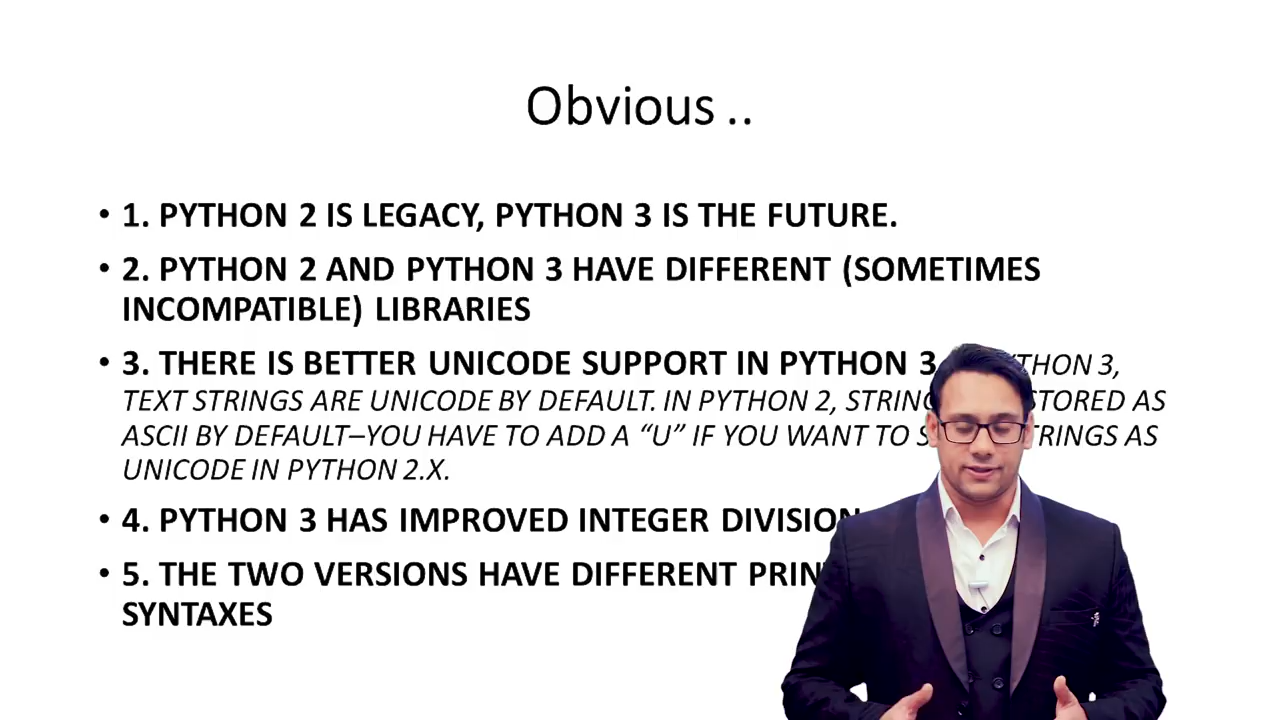 Obvious ..
• 1. PYTHON 2 IS LEGACY, PYTHON 3 IS THE FUTURE.
• 2. PYTHON 2 AND PYTHON 3 HAVE DIFFERENT (SOMETIMES
INCOMPATIBLE) LIBRARIES
• 3. THERE IS BETTER UNICODE SUPPORT IN PYTHON 3 3,
TEXT STRINGS ARE UNICODE BY DEFAULT. IN PYTHON 2, AS
ASCII BY DEFAULT–YOU HAVE TO ADD A “U” IF YOU WANT TO AS
UNICODE IN PYTHON 2.X.
• 4. PYTHON 3 HAS IMPROVED INTEGER DIVISION
• 5. THE TWO VERSIONS HAVE DIFFERENT
SYNTAXES